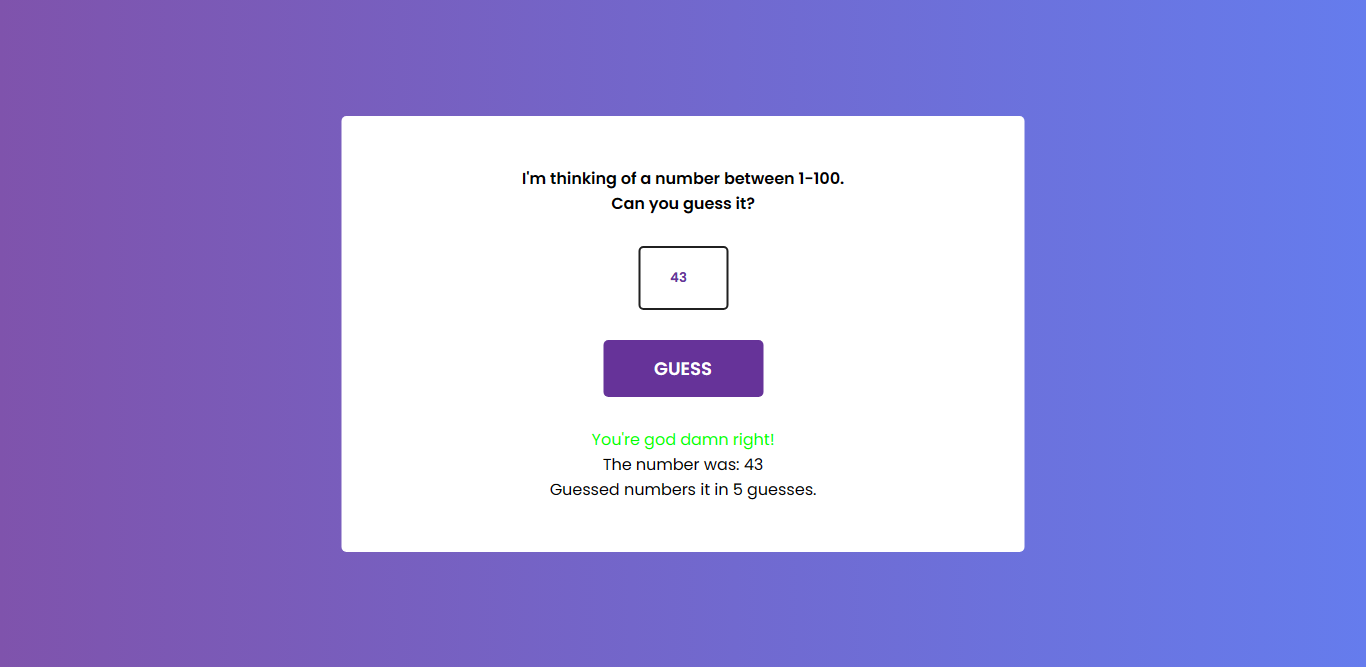 I'm thinking of a number between 1-100.
Can you guess it?
43
GUESS
You're god damn right!
The number was: 43
Guessed numbers it in 5 guesses.